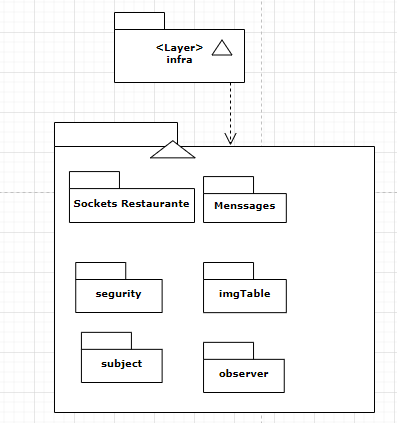 <Layer>
infra
Sockets Restaurante
Menssages
segurity
imgTable
subject
observer